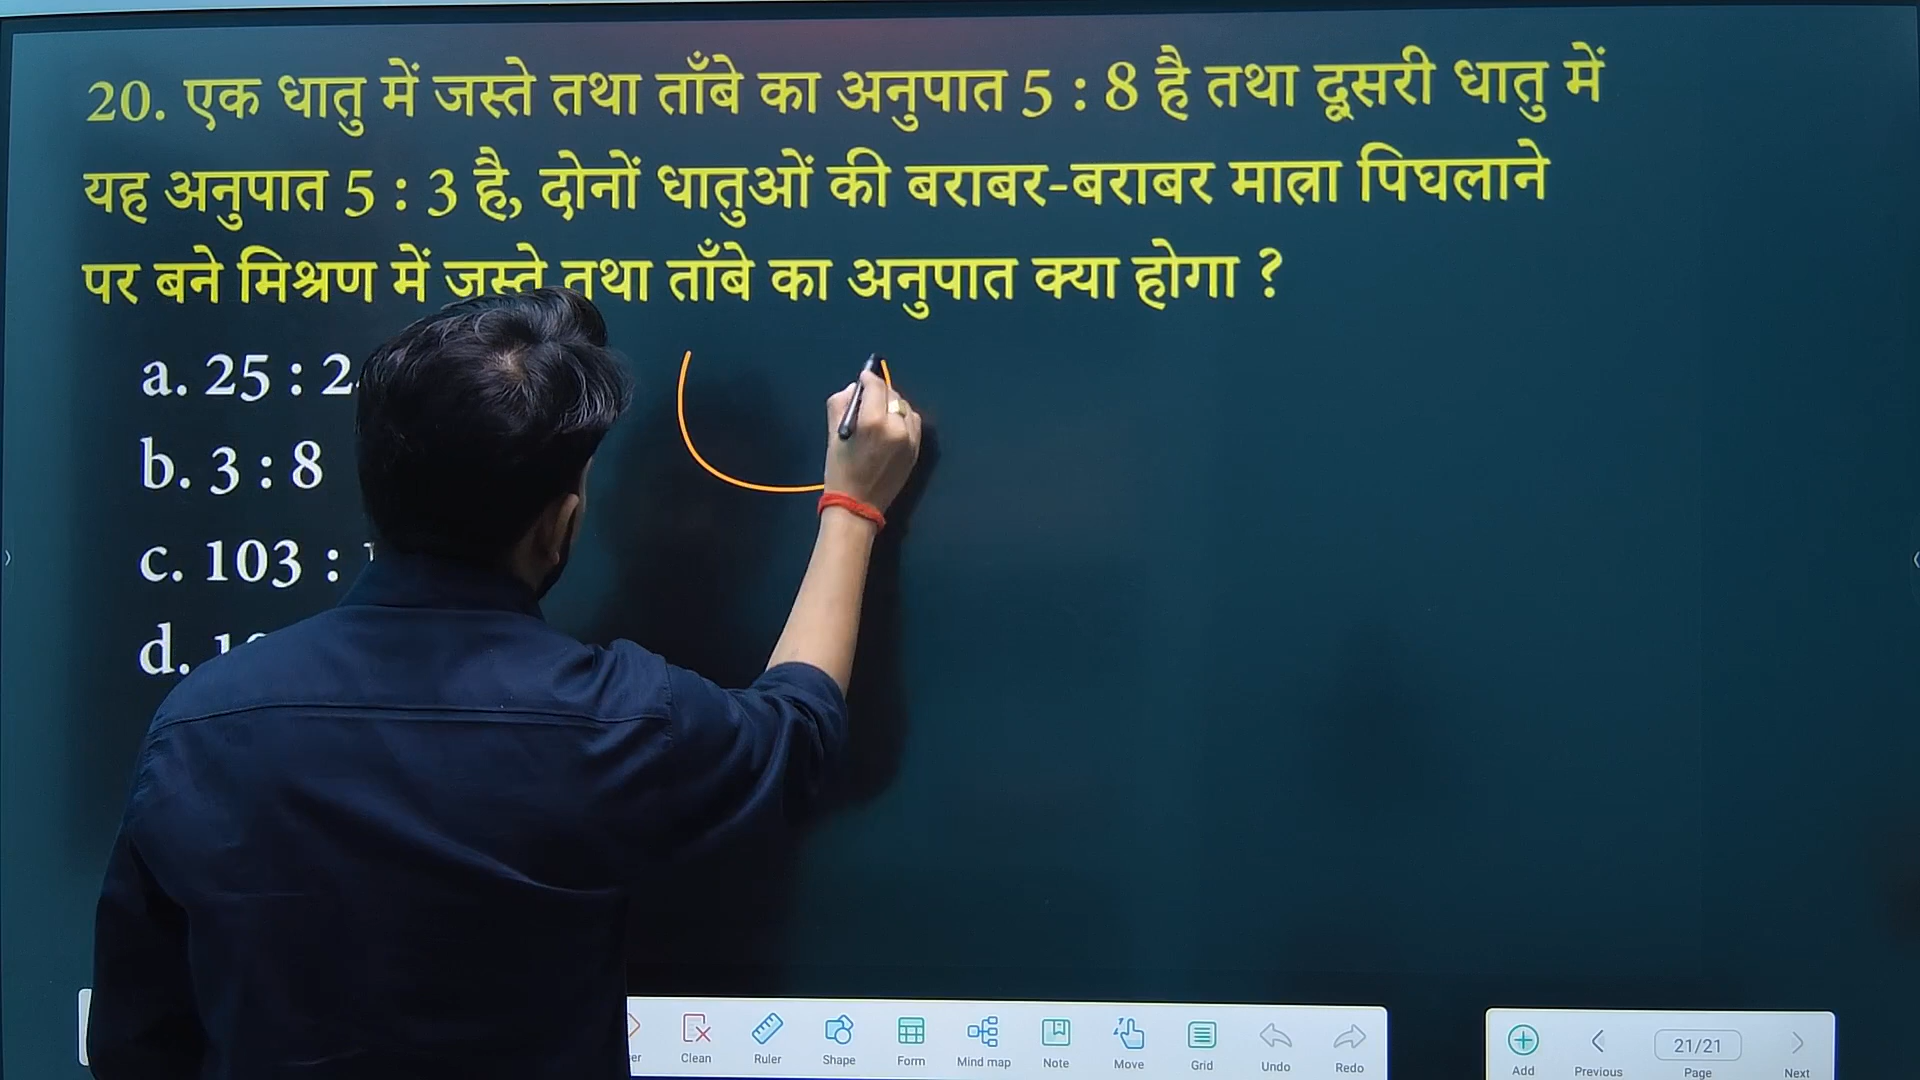 20. एक धातु में जस्ते तथा ताँबे का अनुपात 5 : 8 है तथा दूसरी धातु में
यह अनुपात 5 : 3 है, दोनों धातुओं की बराबर-बराबर मात्रा पिघलाने
पर बने मिश्रण में जस्ते तथा ताँबे का अनुपात क्या होगा ?
a. 25 : 2
b. 3 : 8
c. 103 :
d.
Clean Ruler Shape Form Mind map Note Move Grid Undo Redo
Add Previous 21/21 Page Next